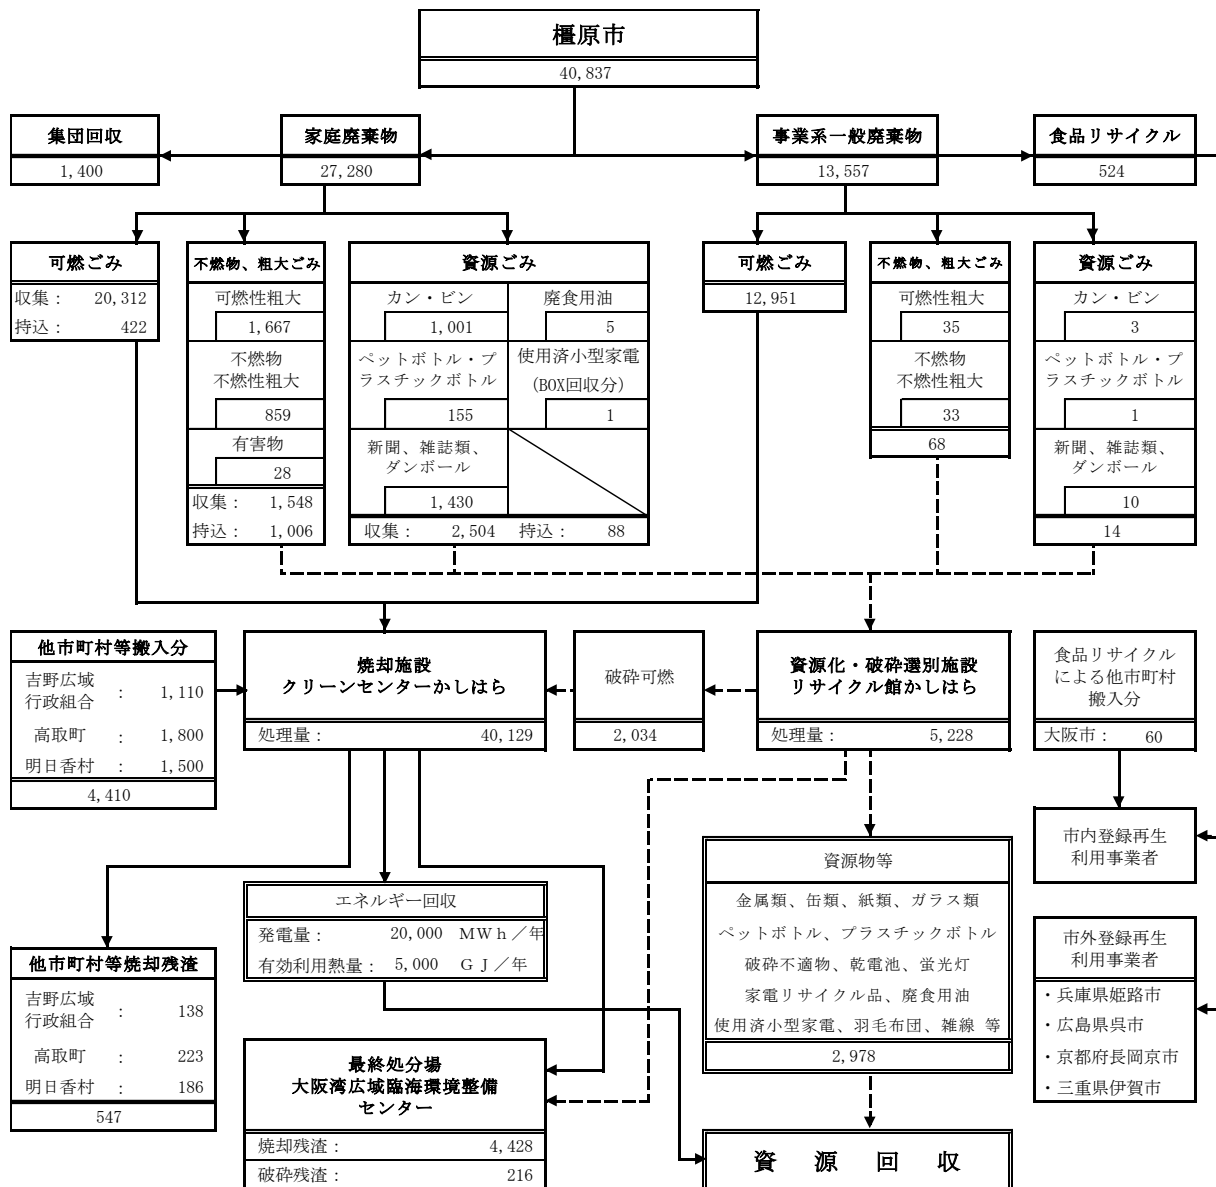 橿原市
40,837
集団回収
1,400
家庭廃棄物
27,280
事業系一般廃棄物
13,557
食品リサイクル
524
可燃ごみ
収集： 20,312
持込： 422
不燃物、粗大ごみ
可燃性粗大
1,667
不燃物
不燃性粗大
859
有害物
28
収集： 1,548
持込： 1,006
資源ごみ
カン・ビン
1,001
廃食用油
5
ペットボトル・プ
ラスチックボトル
155
使用済小型家電
(BOX回収分)
1
新聞、雑誌類、
ダンボール
1,430
収集： 2,504 持込： 88
可燃ごみ
12,951
不燃物、粗大ごみ
可燃性粗大
35
不燃物
不燃性粗大
33
68
資源ごみ
カン・ビン
3
ペットボトル・プ
ラスチックボトル
1
新聞、雑誌類、
ダンボール
10
14
他市町村等搬入分
吉野広域
行政組合 ： 1,110
高取町 ： 1,800
明日香村 ： 1,500
4,410
焼却施設
クリーンセンターかしはら
処理量： 40,129
破砕可燃
2,034
資源化・破砕選別施設
リサイクル館かしはら
処理量： 5,228
食品リサイクル
による他市町村
搬入分
大阪市： 60
市内登録再生
利用事業者
エネルギー回収
発電量： 20,000 MWh／年
有効利用熱量： 5,000 GJ／年
資源物等
金属類、缶類、紙類、ガラス類
ペットボトル、プラスチックボトル
破砕不適物、乾電池、蛍光灯
家電リサイクル品、廃食用油
使用済小型家電、羽毛布団、雑線 等
2,978
市外登録再生
利用事業者
・兵庫県姫路市
・広島県呉市
・京都府長岡京市
・三重県伊賀市
他市町村等焼却残渣
吉野広域
行政組合 ： 138
高取町 ： 223
明日香村 ： 186
547
最終処分場
大阪湾広域臨海環境整備
センター
焼却残渣： 4,428
破砕残渣： 216
資源回収